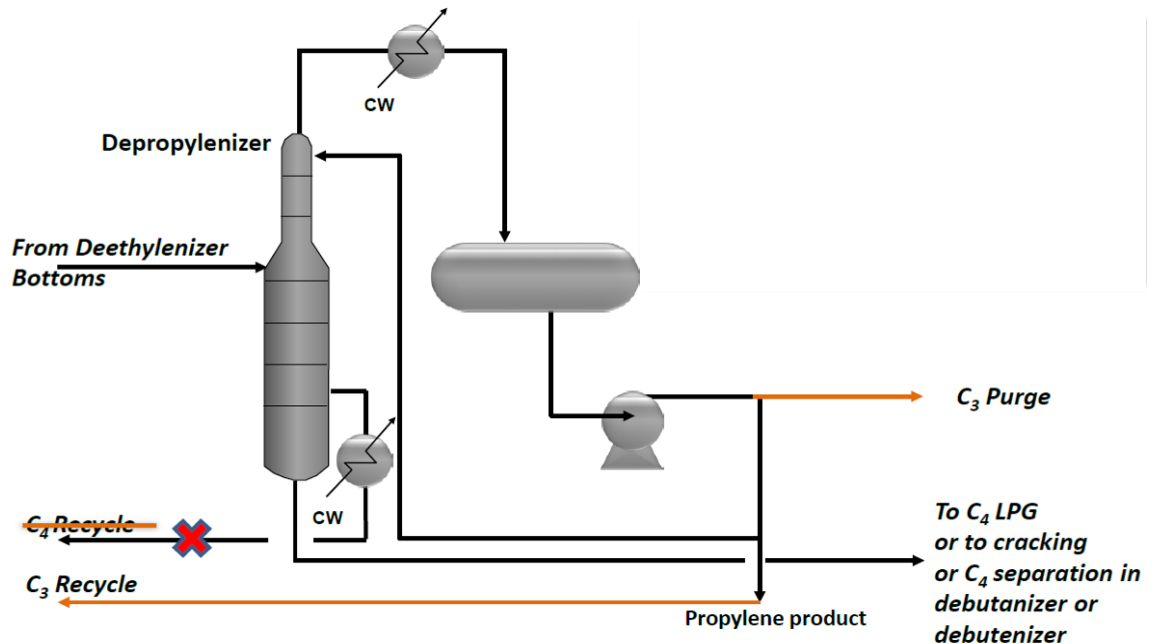 CW
Depropylenizer
From Deethylenizer
Bottoms
C₃ Purge
CW
C₄ Recycle
To C₄ LPG
or to cracking
or C₄ separation in
debutanizer or
debutenizer
C₃ Recycle
Propylene product